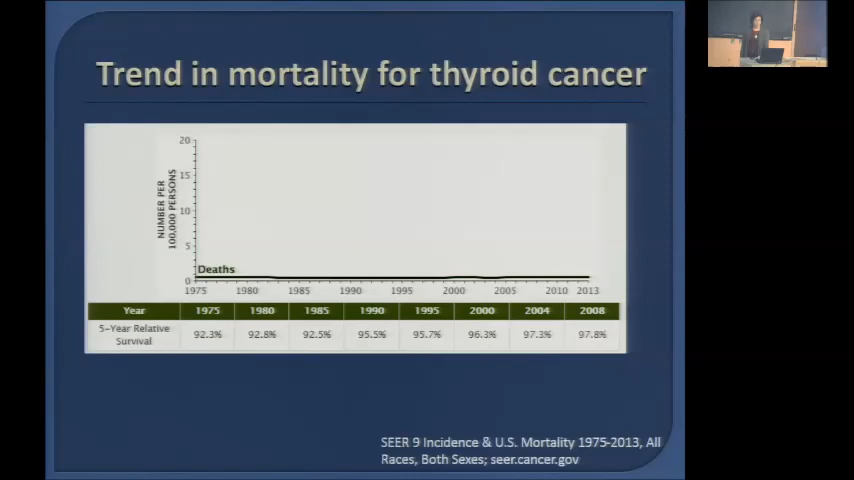 Trend in mortality for thyroid cancer
NUMBER PER
100,000 PERSONS
20
15
10
5
0
Deaths
1975 1980 1985 1990 1995 2000 2005 2010 2013
Year 1975 1980 1985 1990 1995 2000 2004 2008
5-Year Relative
Survival
92.3% 92.8% 92.5% 95.5% 95.7% 96.3% 97.3% 97.8%
SEER 9 Incidence & U.S. Mortality 1975-2013, All
Races, Both Sexes; seer.cancer.gov